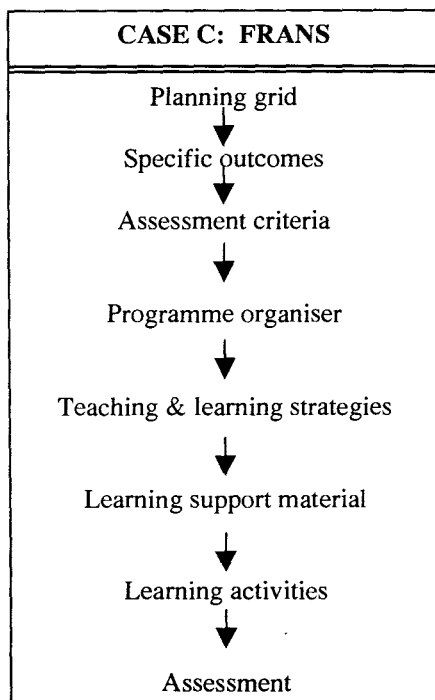 CASE C: FRANS
Planning grid
Specific outcomes
Assessment criteria
Programme organiser
Teaching & learning strategies
Learning support material
Learning activities
Assessment